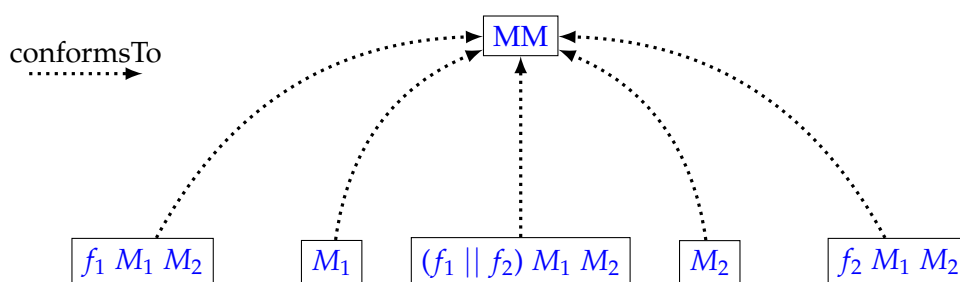 MM
conformsTo
f₁ M₁ M₂
M₁
(f₁ || f₂) M₁ M₂
M₂
f₂ M₁ M₂